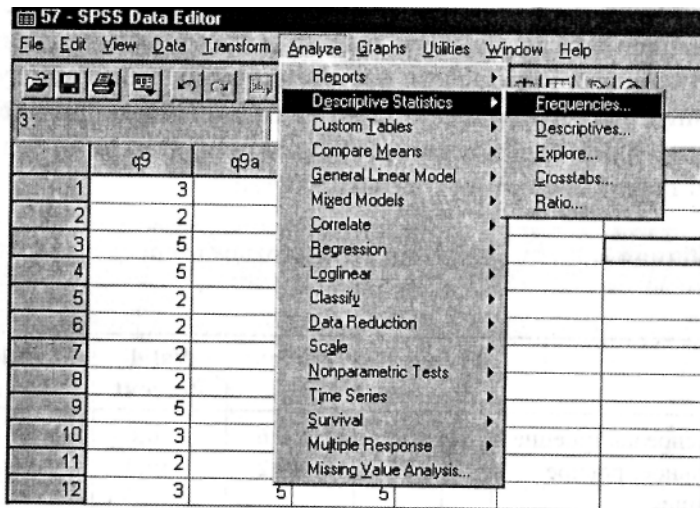 57 - SPSS Data Editor
File Edit View Data Transform Analyze Graphs Utilities Window Help
Reports
Descriptive Statistics
Custom Tables
Compare Means
General Linear Model
Mixed Models
Correlate
Regression
Loglinear
Classify
Data Reduction
Scale
Nonparametric Tests
Time Series
Survival
Multiple Response
Missing Value Analysis...
Frequencies...
Descriptives...
Explore...
Crosstabs...
Ratio...
3:
q9 q9a
1 3
2 2
3 5
4 5
5 2
6 2
7 2
8 2
9 5
10 3
11 2
12 3 5 5